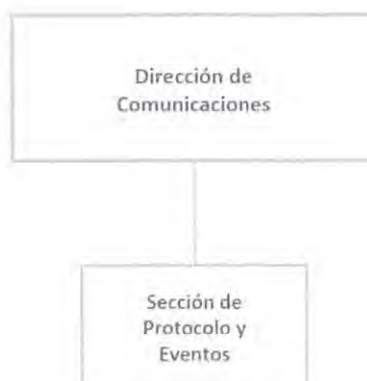 Dirección de
Comunicaciones
Sección de
Protocolo y
Eventos